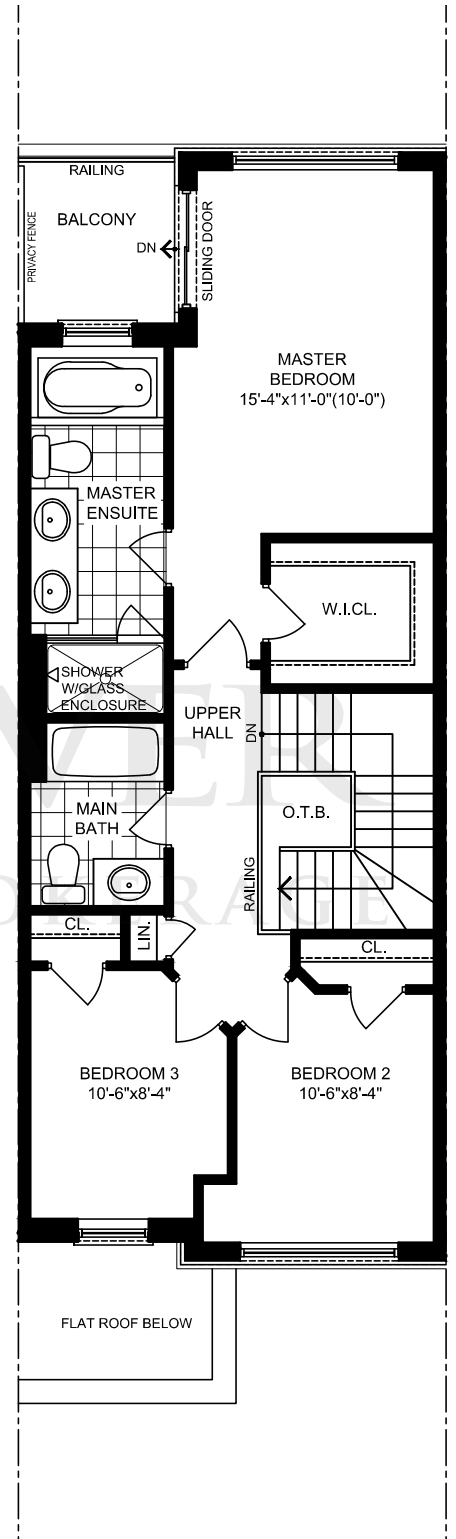 RAILING
BALCONY
PRIVACY FENCE
DN
SLIDING DOOR
MASTER
BEDROOM
15'-4"x11'-0"(10'-0")
MASTER
ENSUITE
W.I.CL.
SHOWER
W/GLASS
ENCLOSURE
UPPER
HALL
DN
O.T.B.
MAIN
BATH
RAILING
CL.
LIN.
CL.
BEDROOM 3
10'-6"x8'-4"
BEDROOM 2
10'-6"x8'-4"
FLAT ROOF BELOW